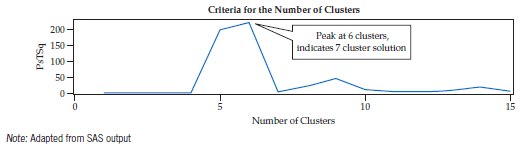 Criteria for the Number of Clusters
PsTSq
200
150
100
50
0
Peak at 6 clusters,
indicates 7 cluster solution
0
5
10
15
Number of Clusters
Note: Adapted from SAS output